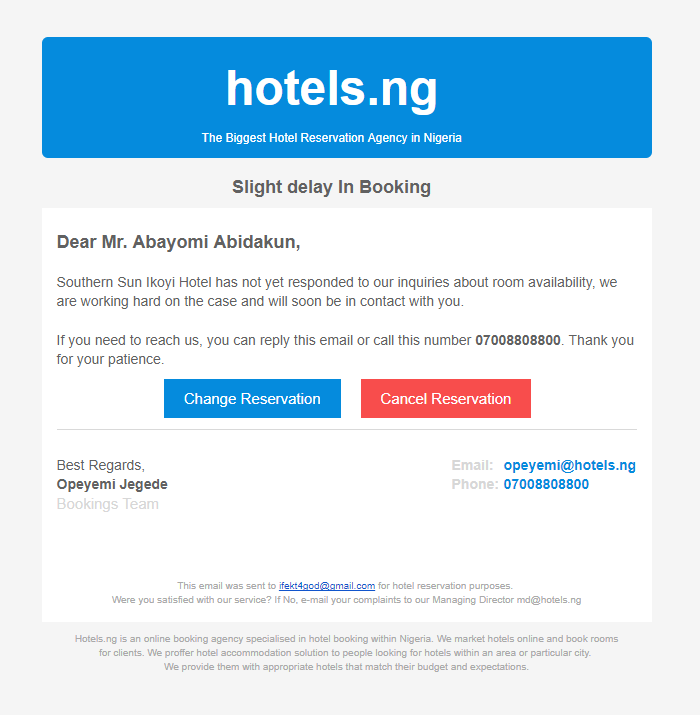 hotels.ng
The Biggest Hotel Reservation Agency in Nigeria
Slight delay In Booking
Dear Mr. Abayomi Abidakun,
Southern Sun Ikoyi Hotel has not yet responded to our inquiries about room availability, we
are working hard on the case and will soon be in contact with you.
If you need to reach us, you can reply this email or call this number 07008808800. Thank you
for your patience.
Change Reservation
Cancel Reservation
Best Regards,
Opeyemi Jegede
Bookings Team
Email: opeyemi@hotels.ng
Phone: 07008808800
This email was sent to ifekt4god@gmail.com for hotel reservation purposes.
Were you satisfied with our service? If No, e-mail your complaints to our Managing Director md@hotels.ng
Hotels.ng is an online booking agency specialised in hotel booking within Nigeria. We market hotels online and book rooms
for clients. We proffer hotel accommodation solution to people looking for hotels within an area or particular city.
We provide them with appropriate hotels that match their budget and expectations.